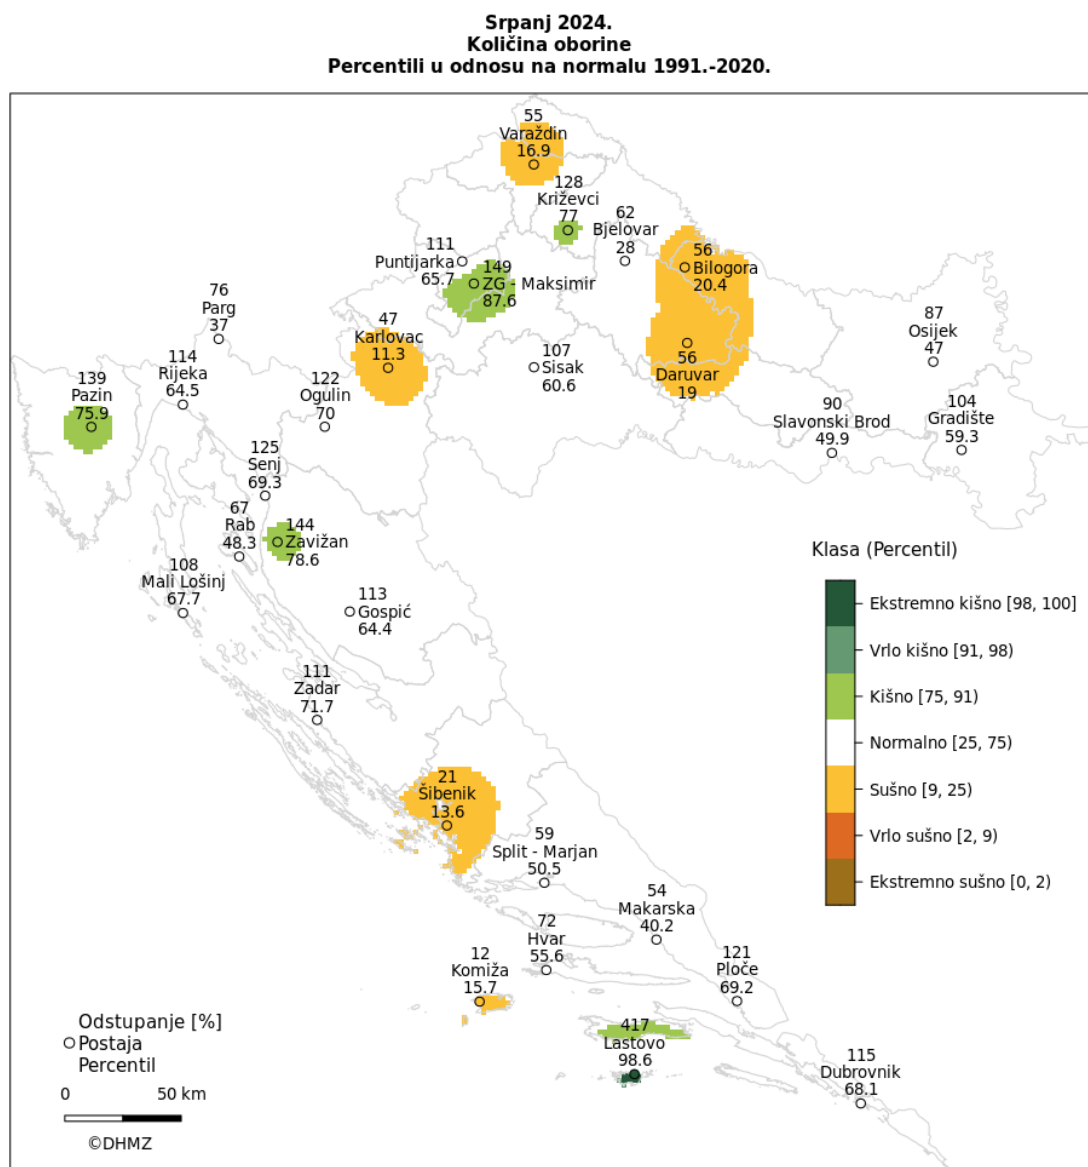 Srpanj 2024.
Količina oborine
Percentili u odnosu na normalu 1991.-2020.
55
Varaždin
16.9
128
Križevci
77
62
Bjelovar
28
111
Puntijarka
65.7
149
ZG - Maksimir
87.6
56
Bilogora
20.4
76
Parg
37
47
Karlovac
11.3
107
Sisak
60.6
56
Daruvar
19
87
Osijek
47
114
Rijeka
64.5
139
Pazin
75.9
122
Ogulin
70
90
Slavonski Brod
49.9
104
Gradište
59.3
125
Senj
69.3
67
Rab
48.3
144
Zavižan
78.6
108
Mali Lošinj
67.7
113
Gospić
64.4
111
Zadar
71.7
Klasa (Percentil)
Ekstremno kišno [98, 100]
Vrlo kišno [91, 98)
Kišno [75, 91)
Normalno [25, 75)
Sušno [9, 25)
Vrlo sušno [2, 9)
Ekstremno sušno [0, 2)
21
Šibenik
13.6
59
Split - Marjan
50.5
54
Makarska
40.2
72
Hvar
55.6
12
Komiža
15.7
121
Ploče
69.2
417
Lastovo
98.6
115
Dubrovnik
68.1
Odstupanje [%]
Postaja
Percentil
0 50 km
©DHMZ